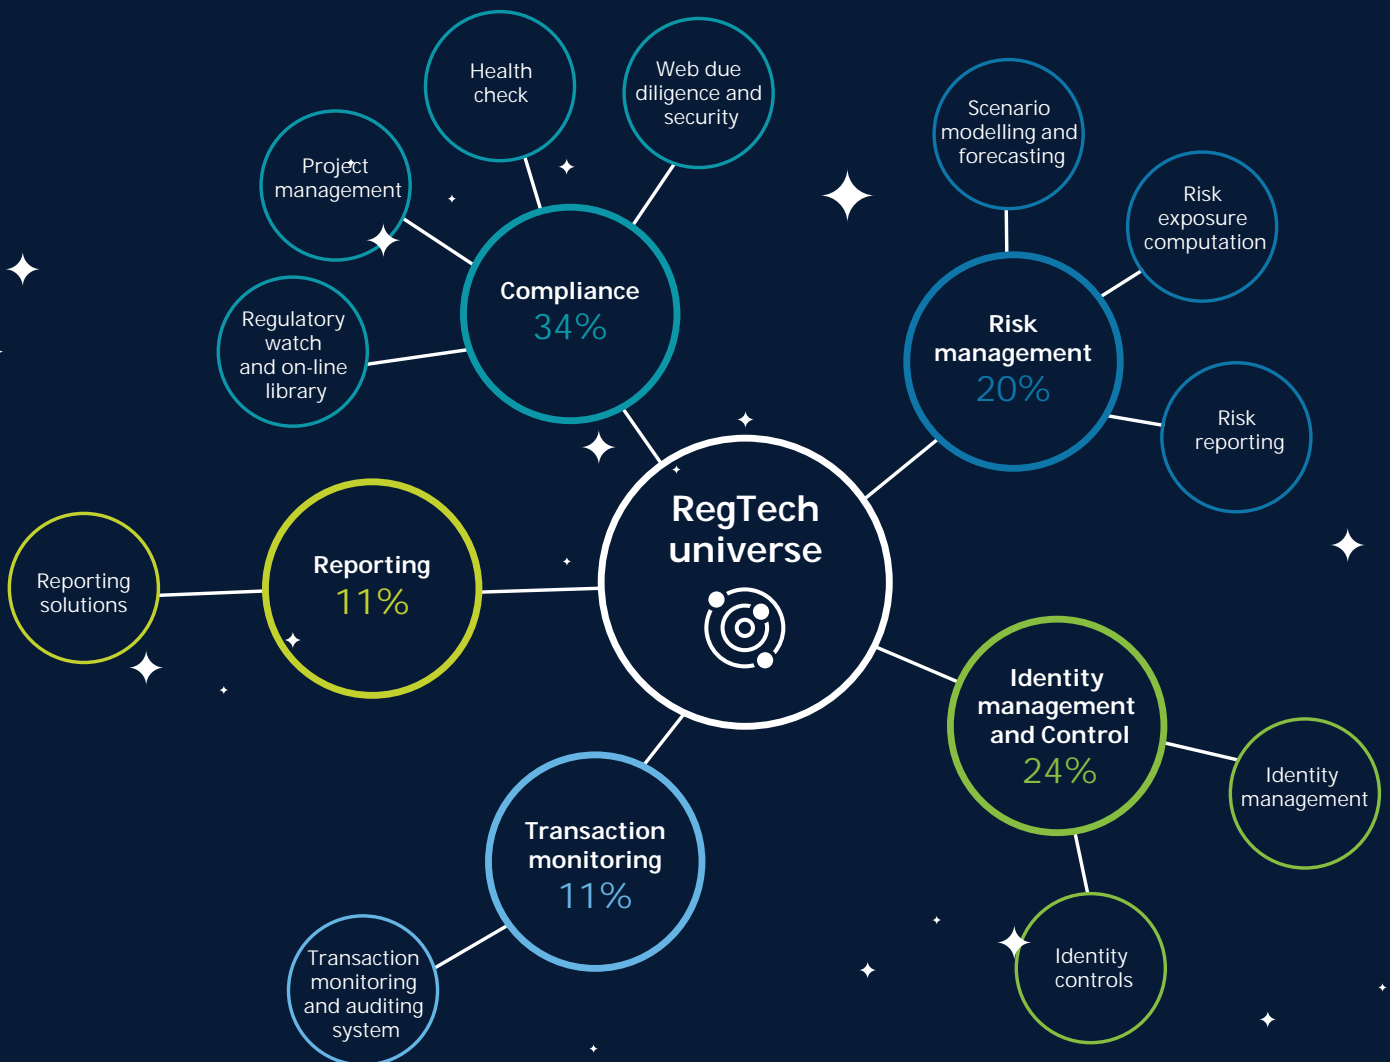 Health
check
Web due
diligence and
security
Project
management
Regulatory
watch
and on-line
library
Compliance
34%
Scenario
modelling and
forecasting
Risk
exposure
computation
Risk
management
20%
Risk
reporting
RegTech
universe
Reporting
11%
Reporting
solutions
Identity
management
and Control
24%
Identity
management
Identity
controls
Transaction
monitoring
11%
Transaction
monitoring
and auditing
system